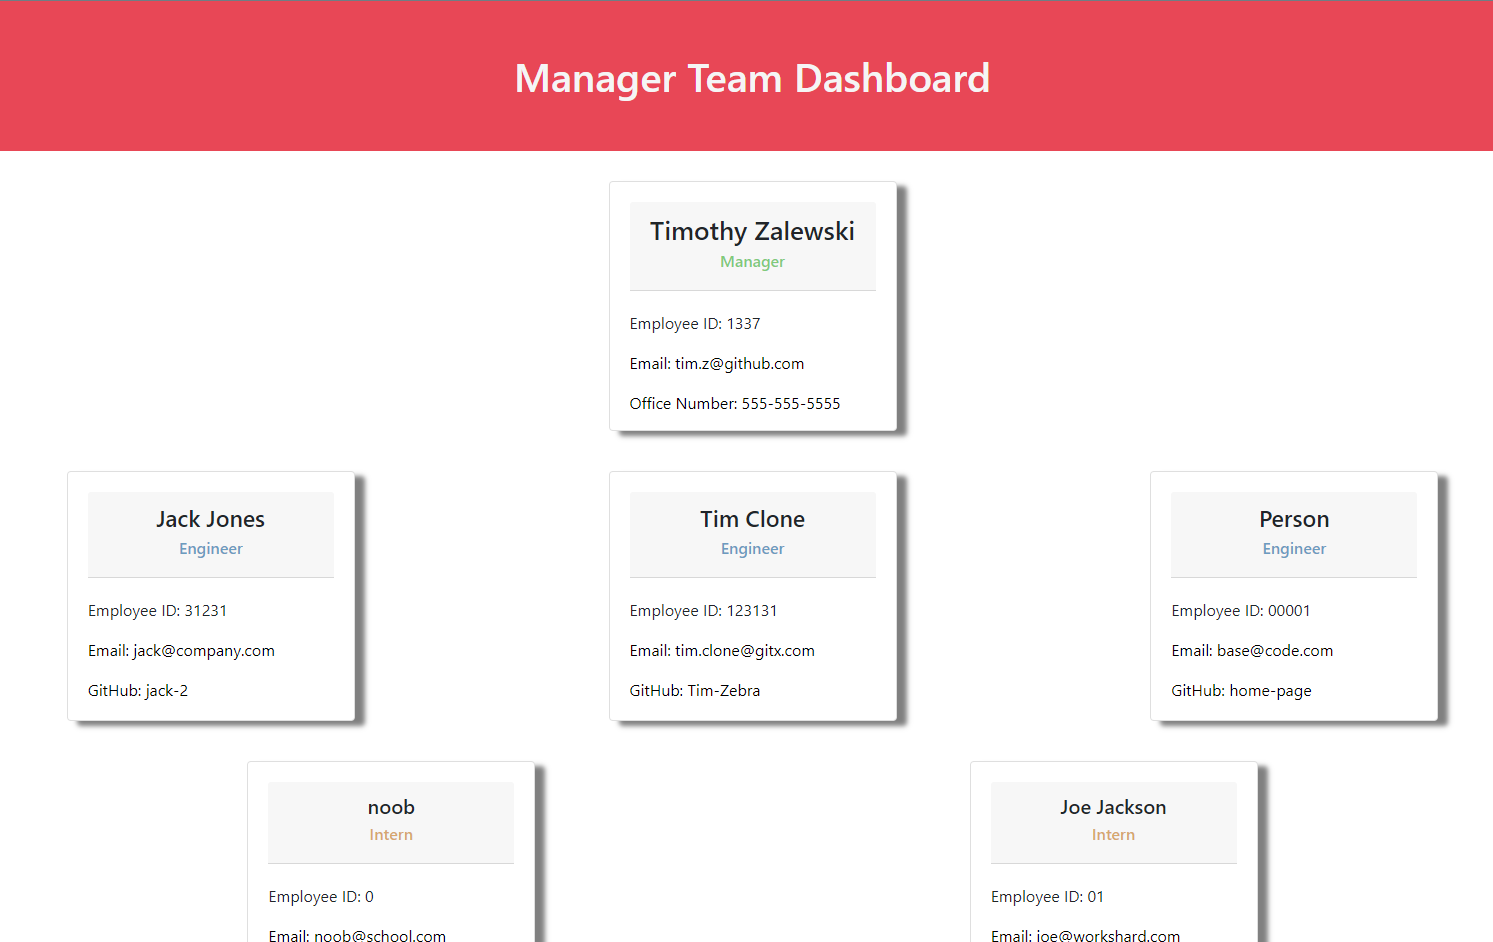 Manager Team Dashboard
Timothy Zalewski
Manager
Employee ID: 1337
Email: tim.z@github.com
Office Number: 555-555-5555
Jack Jones
Engineer
Employee ID: 31231
Email: jack@company.com
GitHub: jack-2
Tim Clone
Engineer
Employee ID: 123131
Email: tim.clone@gitx.com
GitHub: Tim-Zebra
Person
Engineer
Employee ID: 00001
Email: base@code.com
GitHub: home-page
noob
Intern
Employee ID: 0
Email: noob@school.com
Joe Jackson
Intern
Employee ID: 01
Email: joe@workshard.com